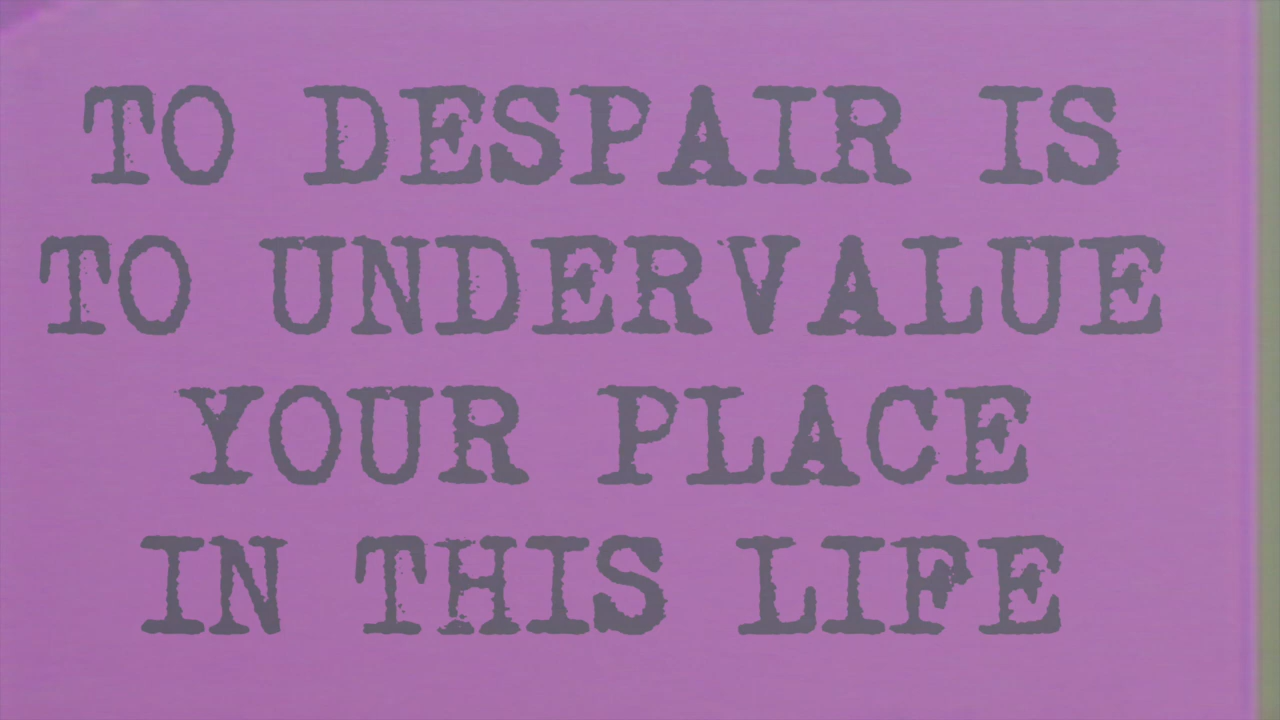 TO DESPAIR IS
TO UNDERVALUE
YOUR PLACE
IN THIS LIFE